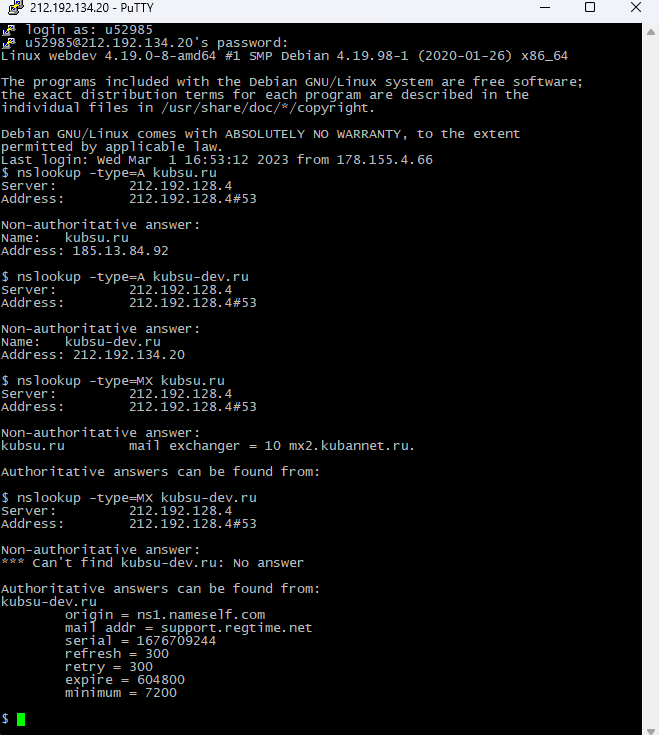 212.192.134.20 - PuTTY
login as: u52985
u52985@212.192.134.20's password:
Linux webdev 4.19.0-8-amd64 #1 SMP Debian 4.19.98-1 (2020-01-26) x86_64
The programs included with the Debian GNU/Linux system are free software;
the exact distribution terms for each program are described in the
individual files in /usr/share/doc/*/copyright.
Debian GNU/Linux comes with ABSOLUTELY NO WARRANTY, to the extent
permitted by applicable law.
Last login: Wed Mar  1 16:53:12 2023 from 178.155.4.66
$ nslookup -type=A kubsu.ru
Server:         212.192.128.4
Address:        212.192.128.4#53
Non-authoritative answer:
Name:   kubsu.ru
Address: 185.13.84.92
$ nslookup -type=A kubsu-dev.ru
Server:         212.192.128.4
Address:        212.192.128.4#53
Non-authoritative answer:
Name:   kubsu-dev.ru
Address: 212.192.134.20
$ nslookup -type=MX kubsu.ru
Server:         212.192.128.4
Address:        212.192.128.4#53
Non-authoritative answer:
kubsu.ru        mail exchanger = 10 mx2.kubannet.ru.
Authoritative answers can be found from:
$ nslookup -type=MX kubsu-dev.ru
Server:         212.192.128.4
Address:        212.192.128.4#53
Non-authoritative answer:
*** Can't find kubsu-dev.ru: No answer
Authoritative answers can be found from:
kubsu-dev.ru
        origin = ns1.nameself.com
        mail addr = support.regtime.net
        serial = 1676709244
        refresh = 300
        retry = 300
        expire = 604800
        minimum = 7200
$